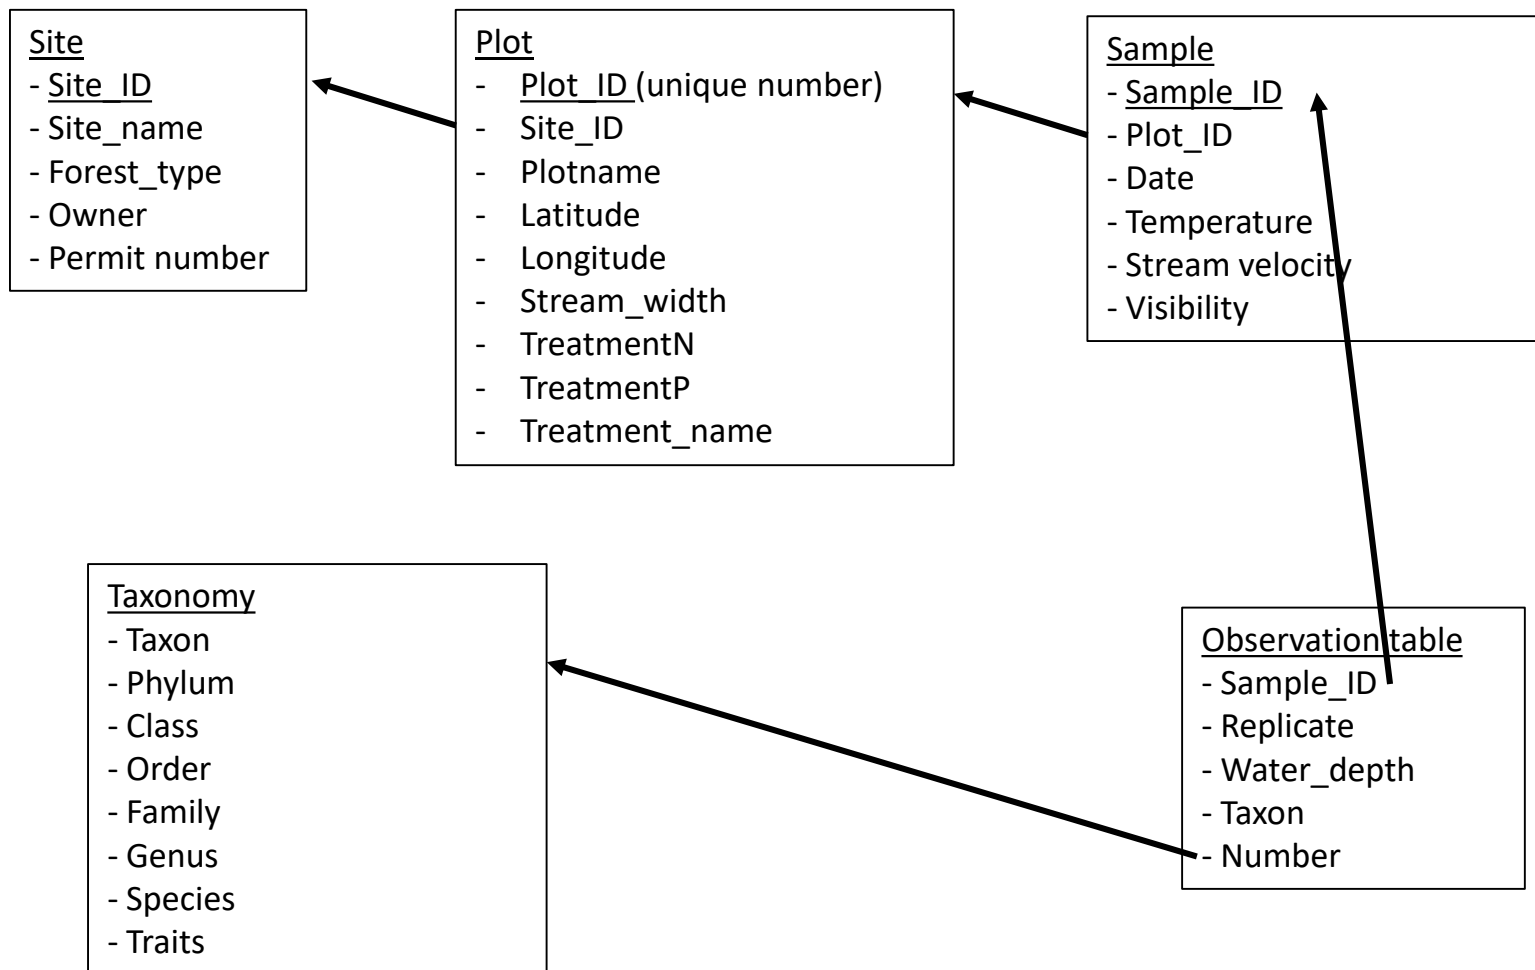 Site
- Site_ID
- Site_name
- Forest_type
- Owner
- Permit number
Plot
- Plot_ID (unique number)
- Site_ID
- Plotname
- Latitude
- Longitude
- Stream_width
- TreatmentN
- TreatmentP
- Treatment_name
Sample
- Sample_ID
- Plot_ID
- Date
- Temperature
- Stream velocity
- Visibility
Taxonomy
- Taxon
- Phylum
- Class
- Order
- Family
- Genus
- Species
- Traits
Observation table
- Sample_ID
- Replicate
- Water_depth
- Taxon
- Number